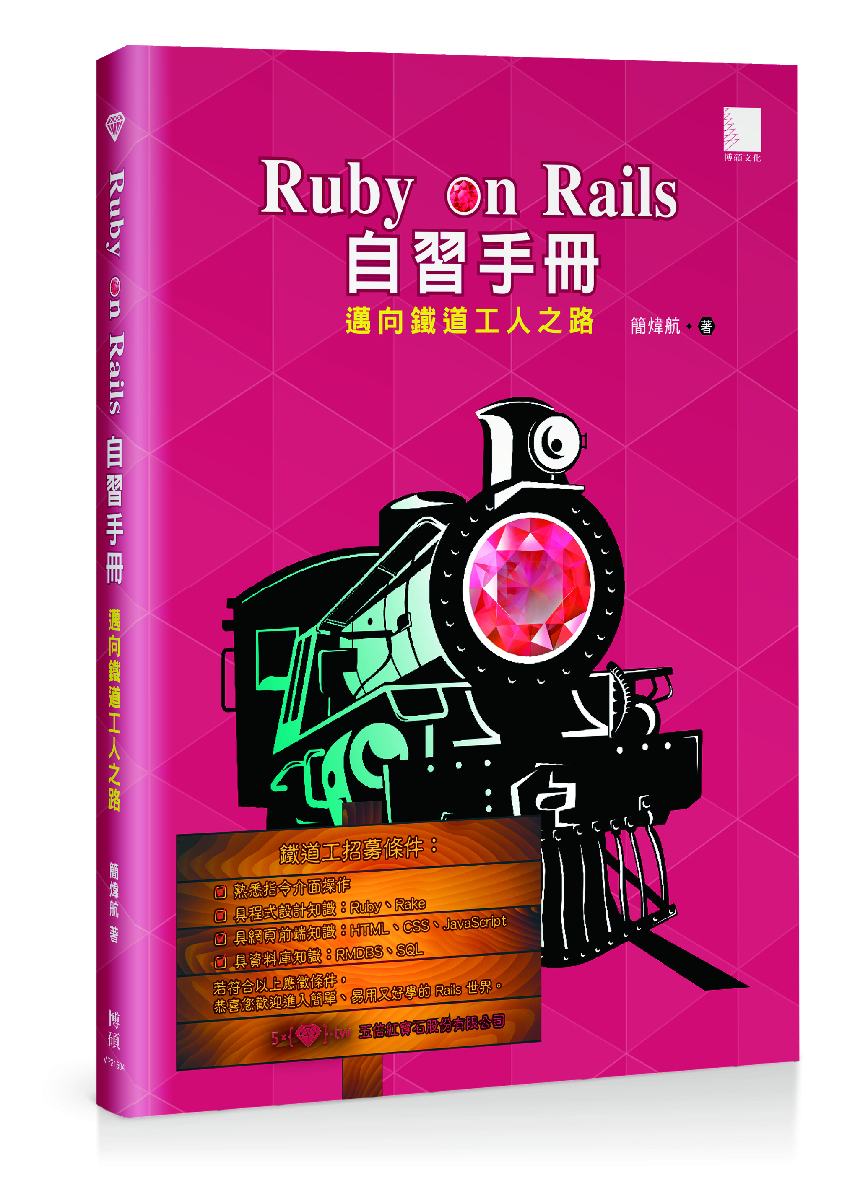 博碩文化
Ruby on Rails
自習手冊
邁向鐵道工人之路
簡煒航・著
鐵道工招募條件：
熟悉指令介面操作
具程式設計知識：Ruby、Rake
具網頁前端知識：HTML、CSS、JavaScript
具資料庫知識：RMDBS、SQL
若符合以上應徵條件，
恭喜您歡迎進入簡單、易用又好學的 Rails 世界。
5×{ }.tw 五倍紅寶石股份有限公司
Ruby on Rails 自習手冊 邁向鐵道工人之路 簡煒航 著 博碩